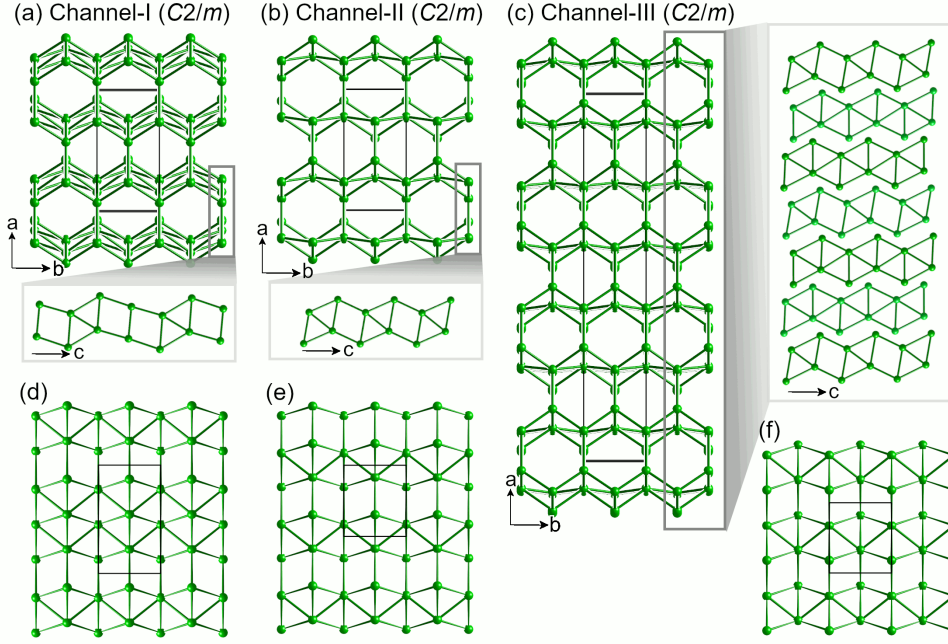 (a) Channel-I (C2/m)
(b) Channel-II (C2/m)
(c) Channel-III (C2/m)
a
b
a
b
c
c
a
b
c
(d)
(e)
(f)